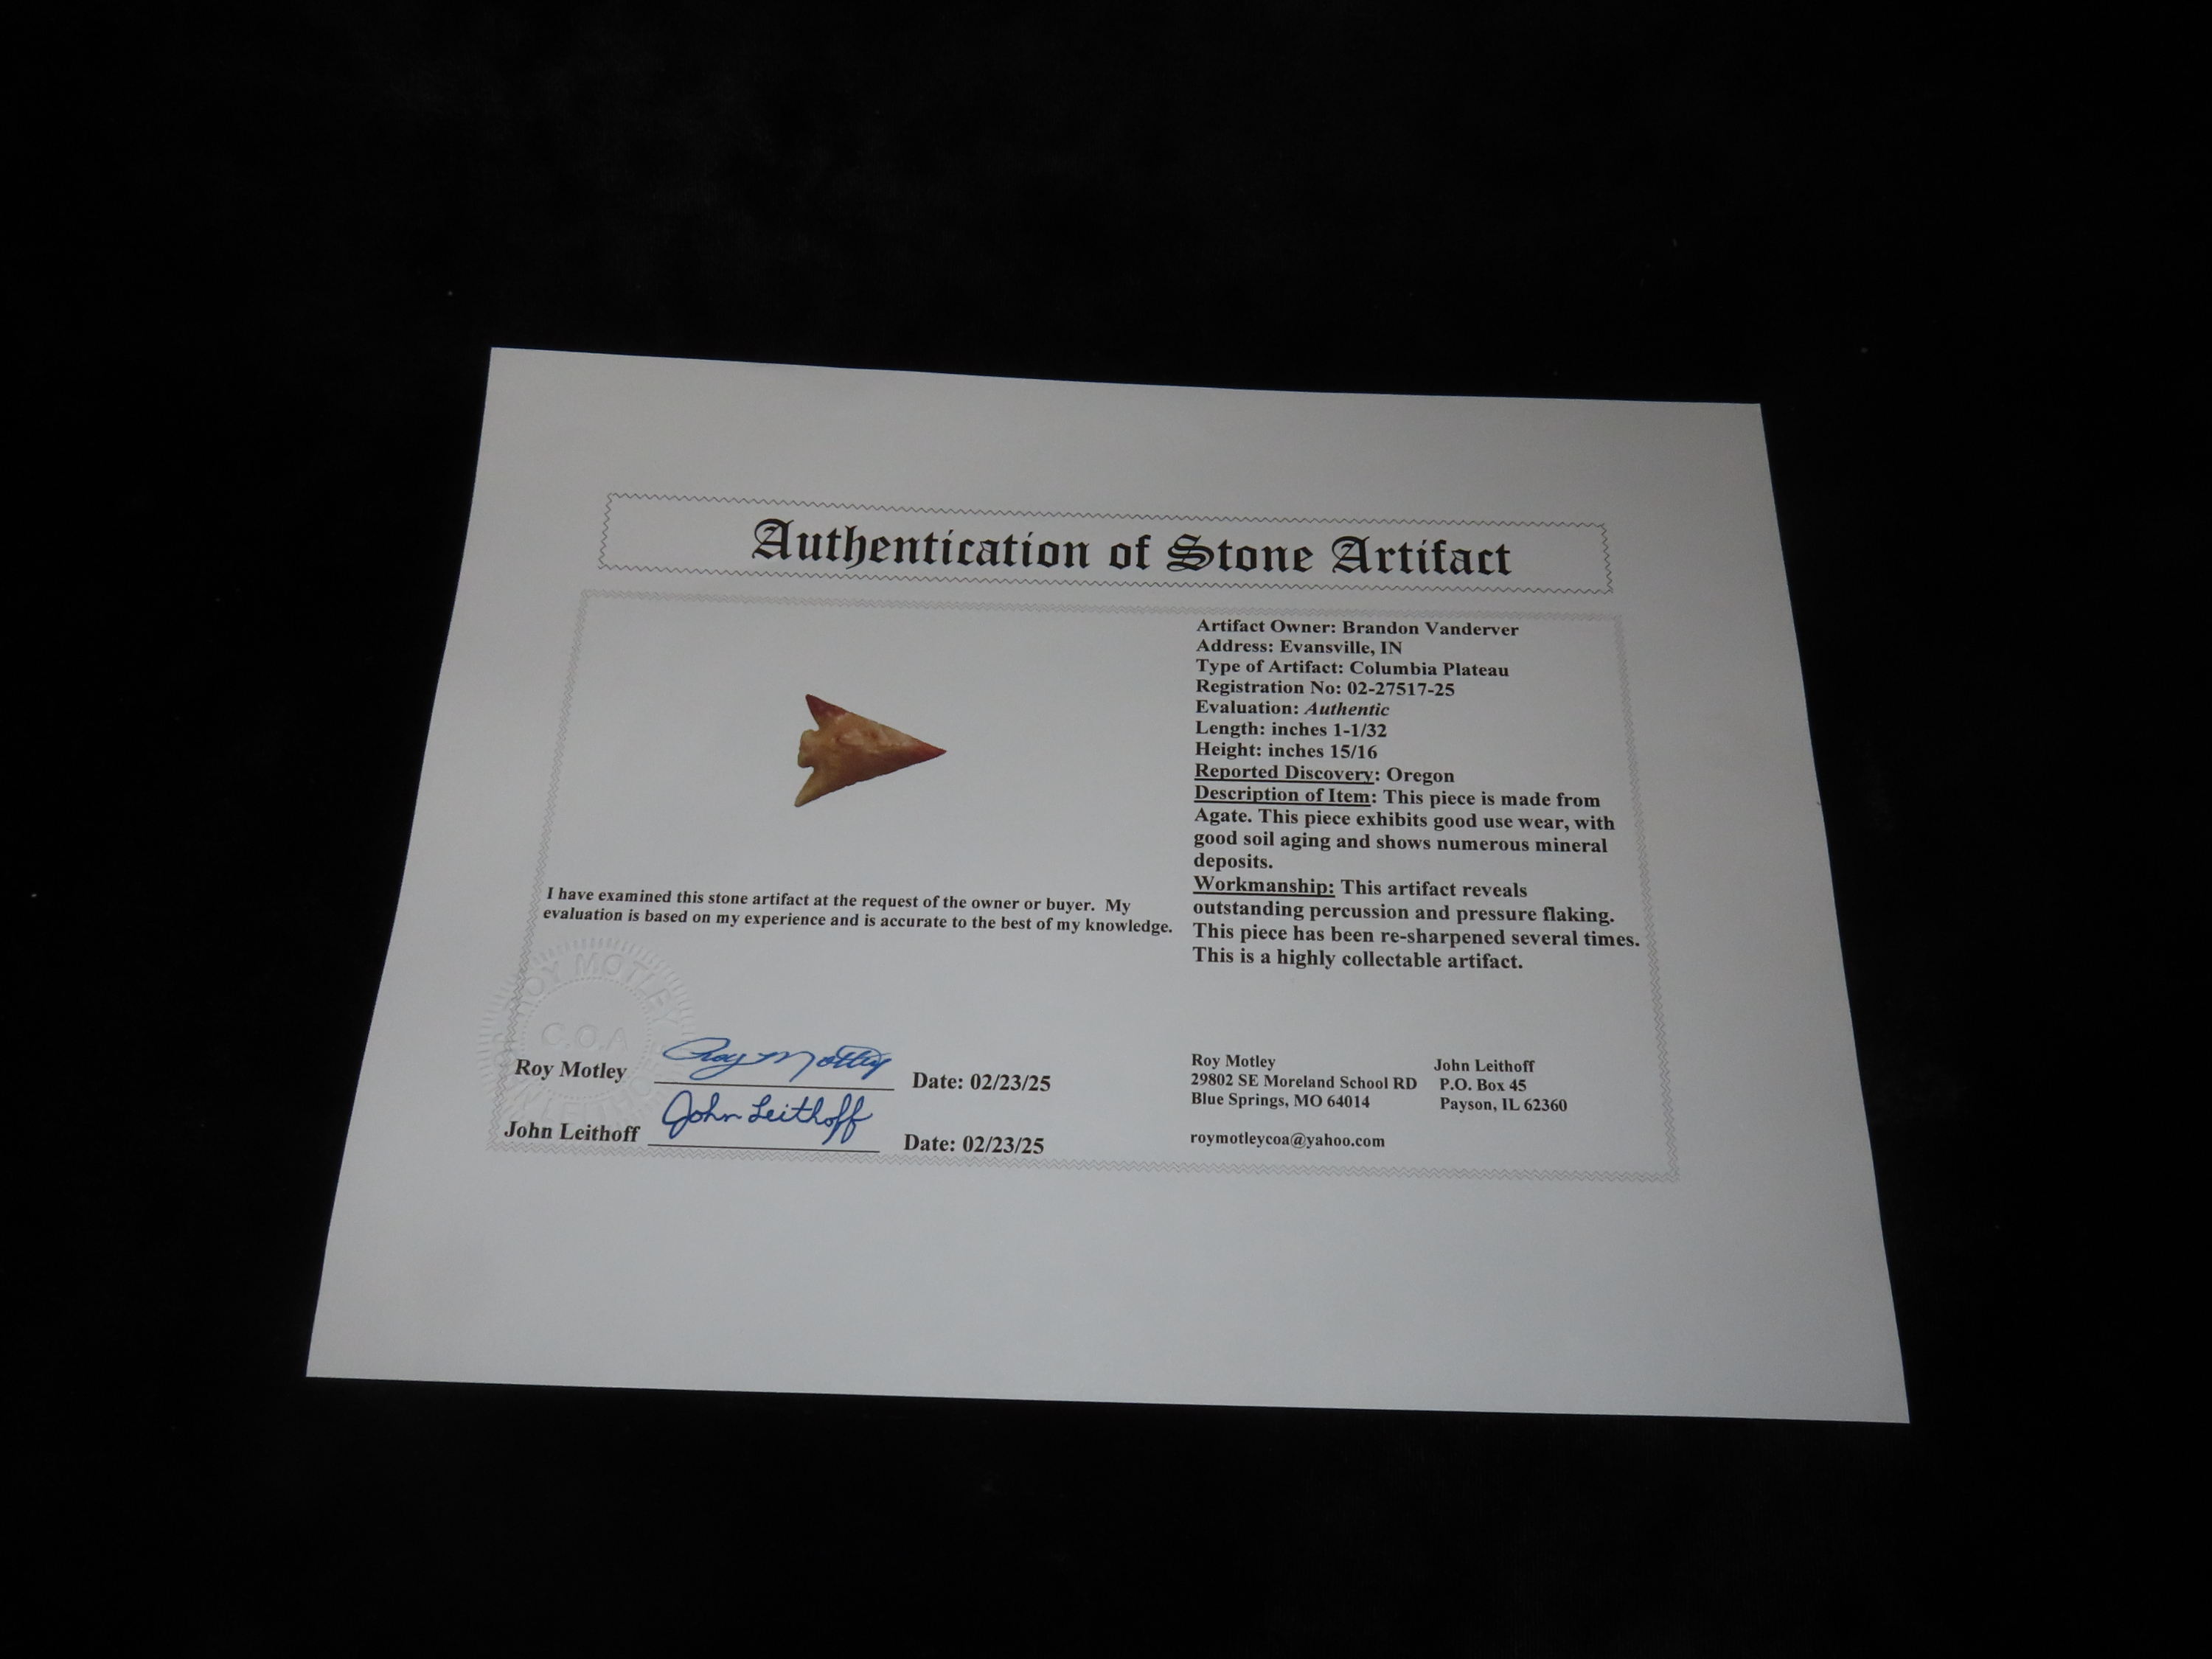 Authentication of Stone Artifact
Artifact Owner: Brandon Vanderver
Address: Evansville, IN
Type of Artifact: Columbia Plateau
Registration No: 02-27517-25
Evaluation: Authentic
Length: inches 1-1/32
Height: inches 15/16
Reported Discovery: Oregon
Description of Item: This piece is made from
Agate. This piece exhibits good use wear, with
good soil aging and shows numerous mineral
deposits.
Workmanship: This artifact reveals
outstanding percussion and pressure flaking.
This piece has been re-sharpened several times.
This is a highly collectable artifact.
I have examined this stone artifact at the request of the owner or buyer. My
evaluation is based on my experience and is accurate to the best of my knowledge.
ROY MOTLEY
C.O.A
Roy Motley Roy Motley Date: 02/23/25
John Leithoff John Leithoff Date: 02/23/25
Roy Motley
29802 SE Moreland School RD
Blue Springs, MO 64014
roymotleycoa@yahoo.com
John Leithoff
P.O. Box 45
Payson, IL 62360